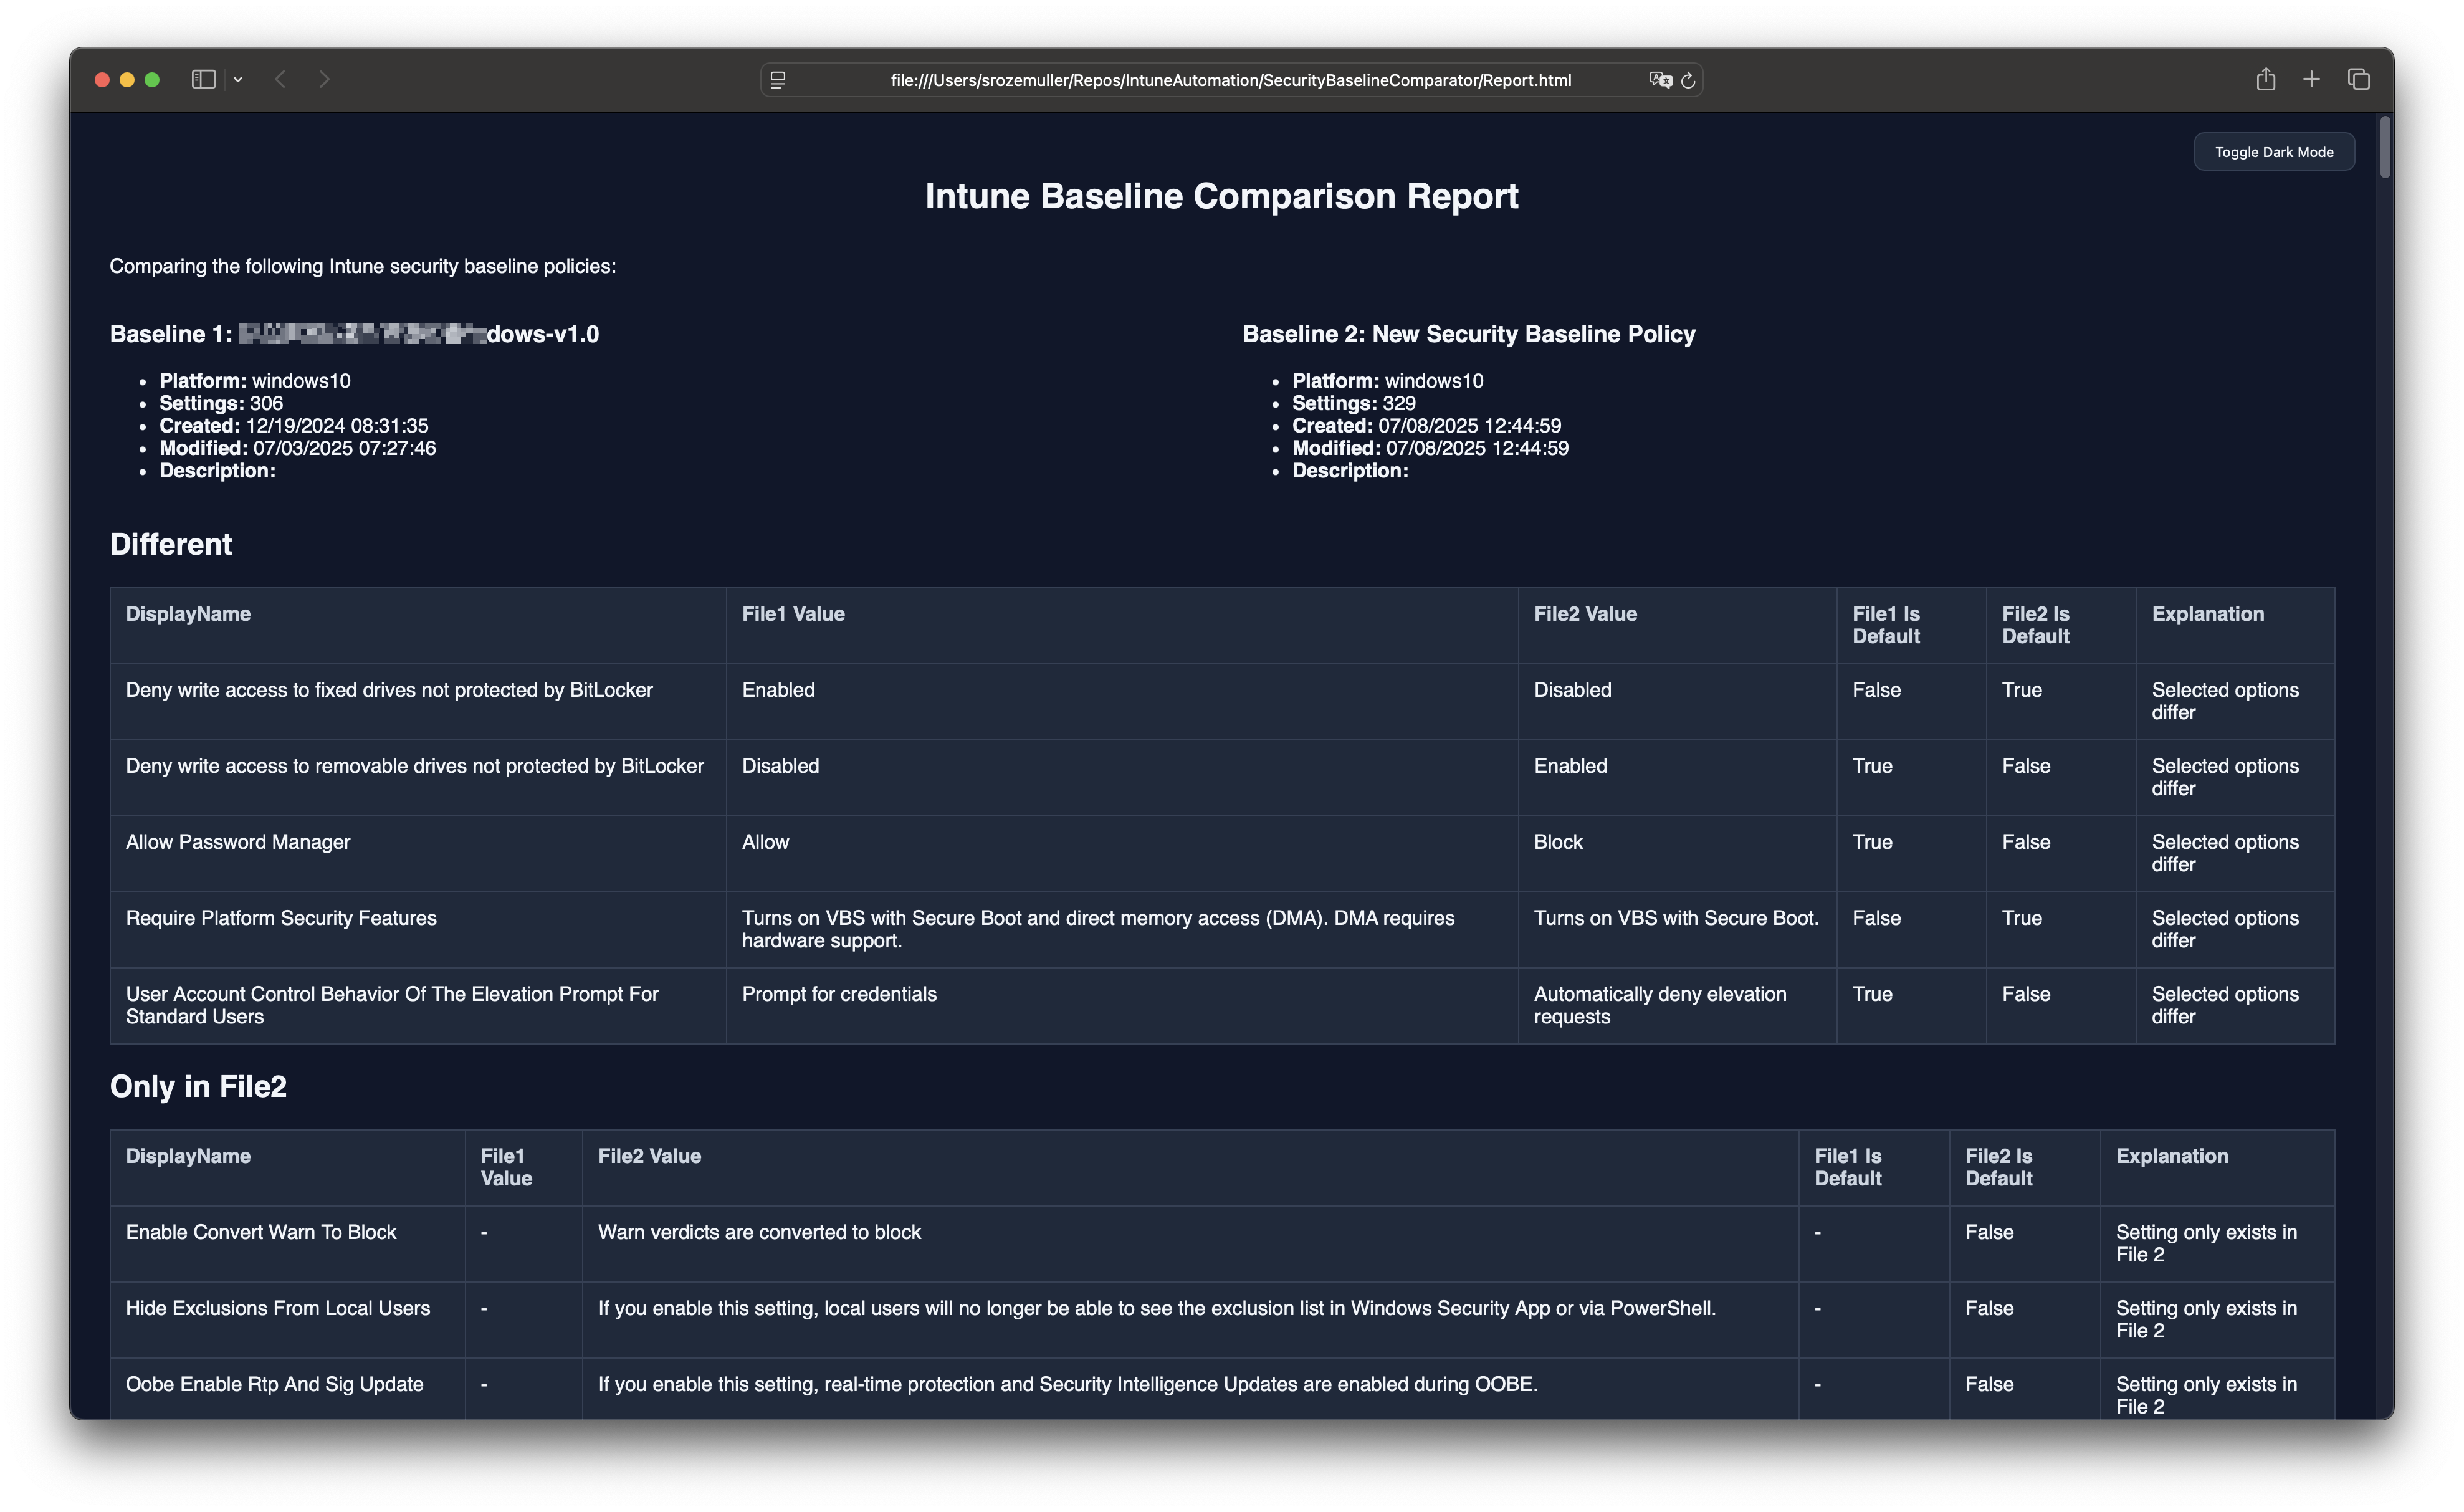 file:///Users/srozemuller/Repos/IntuneAutomation/SecurityBaselineComparator/Report.html
Toggle Dark Mode
Intune Baseline Comparison Report
Comparing the following Intune security baseline policies:
Baseline 1: dows-v1.0
• Platform: windows10
• Settings: 306
• Created: 12/19/2024 08:31:35
• Modified: 07/03/2025 07:27:46
• Description:
Baseline 2: New Security Baseline Policy
• Platform: windows10
• Settings: 329
• Created: 07/08/2025 12:44:59
• Modified: 07/08/2025 12:44:59
• Description:
Different
DisplayName File1 Value File2 Value File1 Is Default File2 Is Default Explanation
Deny write access to fixed drives not protected by BitLocker Enabled Disabled False True Selected options differ
Deny write access to removable drives not protected by BitLocker Disabled Enabled True False Selected options differ
Allow Password Manager Allow Block True False Selected options differ
Require Platform Security Features Turns on VBS with Secure Boot and direct memory access (DMA). DMA requires hardware support. Turns on VBS with Secure Boot. False True Selected options differ
User Account Control Behavior Of The Elevation Prompt For Standard Users Prompt for credentials Automatically deny elevation requests True False Selected options differ
Only in File2
DisplayName File1 Value File2 Value File1 Is Default File2 Is Default Explanation
Enable Convert Warn To Block - Warn verdicts are converted to block - False Setting only exists in File 2
Hide Exclusions From Local Users - If you enable this setting, local users will no longer be able to see the exclusion list in Windows Security App or via PowerShell. - False Setting only exists in File 2
Oobe Enable Rtp And Sig Update - If you enable this setting, real-time protection and Security Intelligence Updates are enabled during OOBE. - False Setting only exists in File 2